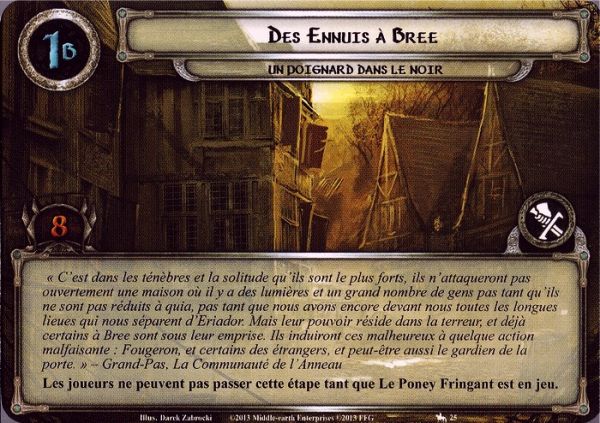 1B
DES ENNUIS À BREE
UN POIGNARD DANS LE NOIR
8
« C'est dans les ténèbres et la solitude qu'ils sont le plus forts, ils n'attaqueront pas
ouvertement une maison où il y a des lumières et un grand nombre de gens pas tant qu'ils
ne sont pas réduits à quia, pas tant que nous avons encore devant nous toutes les longues
lieues qui nous séparent d'Eriador. Mais leur pouvoir réside dans la terreur, et déjà
certains à Bree sont sous leur emprise. Ils induiront ces malheureux à quelque action
malfaisante : Fougeron, et certains des étrangers, et peut-être aussi le gardien de la
porte. » – Grand-Pas, La Communauté de l'Anneau
Les joueurs ne peuvent pas passer cette étape tant que Le Poney Fringant est en jeu.
Illus. Darek Zabrocki ©2013 Middle-earth Enterprises ©2013 FFG 25